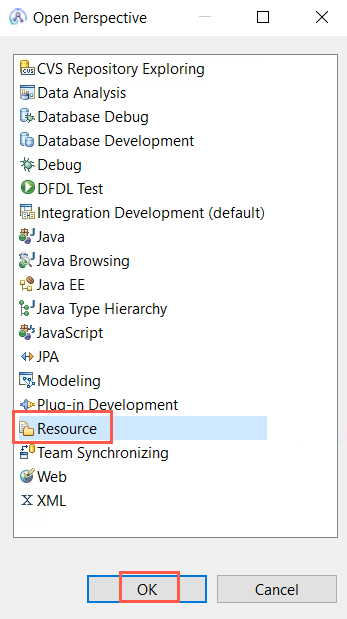 Open Perspective
CVS Repository Exploring
Data Analysis
Database Debug
Database Development
Debug
DFDL Test
Integration Development (default)
Java
Java Browsing
Java EE
Java Type Hierarchy
JavaScript
JPA
Modeling
Plug-in Development
Resource
Team Synchronizing
Web
XML
OK
Cancel